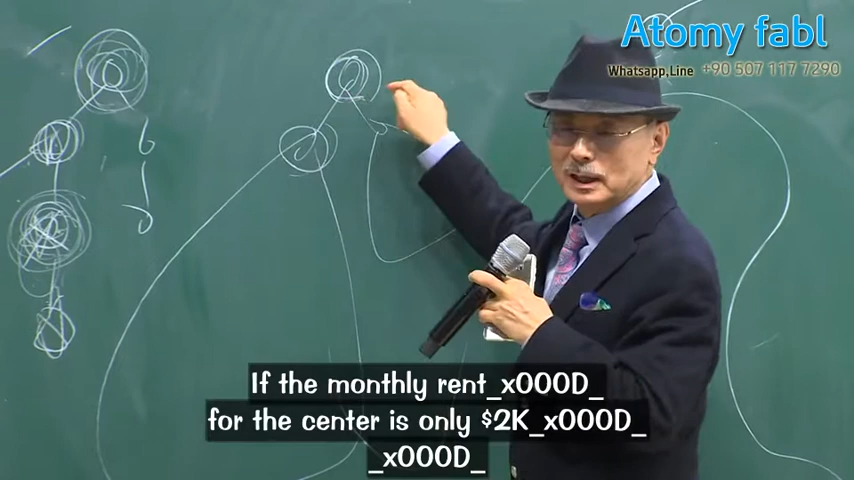 Atomy fabl
Whatsapp,Line +90 507 117 7290
If the monthly rent_x000D_
for the center is only $2K_x000D_
_x000D_